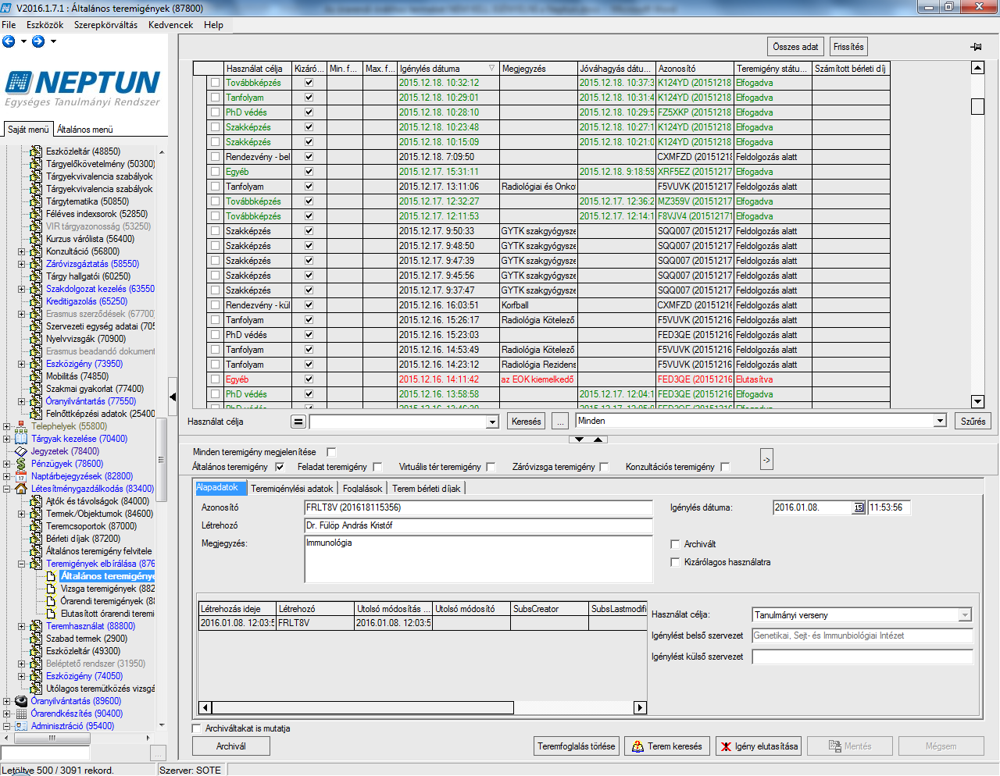 V2016.1.7.1 : Általános teremigények (87800)
File Eszközök Szerepkörváltás Kedvencek Help
Összes adat Frissítés
NEPTUN
Egységes Tanulmányi Rendszer
Saját menü Általános menü
Eszközleltár (48850)
Tárgyelőkövetelmény (50300)
Tárgyekvivalencia szabályok
Tárgyekvivalencia szabályok
Tárgytematika (50850)
Féléves indexsorok (52850)
VIR tárgyazonosság (53250)
Kurzus várólista (56400)
Konzultáció (56800)
Záróvizsgáztatás (58550)
Tárgy hallgatói (60250)
Szakdolgozat kezelés (63550
Kreditigazolás (65250)
Erasmus szerződések (67700)
Szervezeti egység adatai (705
Nyelvvizsgák (70900)
Erasmus beadandó dokument
Eszközigény (73950)
Mobilitás (74850)
Szakmai gyakorlat (77400)
Óranyilvántartás (77550)
Felnőttképzési adatok (25400
Telephelyek (55800)
Tárgyak kezelése (70400)
Jegyzetek (78400)
Pénzügyek (78600)
Naptárbejegyzések (82800)
Létesítménygazdálkodás (83400)
Ajtók és távolságok (84000)
Termek/Objektumok (84600)
Teremcsoportok (87000)
Bérleti díjak (87200)
Általános teremigény felvitele
Teremigények elbírálása (876
Általános teremigénye
Vizsga teremigények (882
Órarendi teremigények (88
Elutasított órarendi teremi
Teremhasználat (88800)
Szabad termek (2900)
Eszközleltár (49300)
Beléptető rendszer (31950)
Eszközigény (74050)
Utólagos teremütközés vizsgá
Óranyilvántartás (89600)
Órarendkészítés (90400)
Adminisztráció (95400)
...
Letöltve 500 / 3091 rekord. Szerver: SOTE
Használat célja Kizáró... Min. f... Max. f... Igénylés dátuma Megjegyzés Jóváhagyás dátu... Azonosító Teremigény státu... Számított bérleti díj
Továbbképzés 2015.12.18. 10:32:12 2015.12.18. 10:37:3 K124YD (20151218 Elfogadva
Tanfolyam 2015.12.18. 10:29:01 2015.12.18. 10:31:4 K124YD (20151218 Elfogadva
PhD védés 2015.12.18. 10:28:10 2015.12.18. 10:29:5 FZ5XKP (20151218 Elfogadva
Szakképzés 2015.12.18. 10:23:48 2015.12.18. 10:27:1 K124YD (20151218 Elfogadva
Szakképzés 2015.12.18. 10:15:09 2015.12.18. 10:21:0 K124YD (20151218 Elfogadva
Rendezvény - bel 2015.12.18. 7:09:50 CXMFZD (2015121 Feldolgozás alatt
Egyéb 2015.12.17. 15:31:11 2015.12.18. 9:18:59 XRF5EZ (20151217 Elfogadva
Tanfolyam 2015.12.17. 13:11:06 Radiológiai és Onko F5VUVK (20151217 Feldolgozás alatt
Továbbképzés 2015.12.17. 12:32:27 2015.12.17. 12:36:2 MZ359V (20151217 Elfogadva
Továbbképzés 2015.12.17. 12:11:53 2015.12.17. 12:14:1 F8VJV4 (201512171 Elfogadva
Szakképzés 2015.12.17. 9:50:33 GYTK szakgyógysze SQQ007 (20151217 Feldolgozás alatt
Szakképzés 2015.12.17. 9:48:50 GYTK szakgyógysze SQQ007 (20151217 Feldolgozás alatt
Szakképzés 2015.12.17. 9:47:39 GYTK szakgyógysze SQQ007 (20151217 Feldolgozás alatt
Szakképzés 2015.12.17. 9:45:56 GYTK szakgyógysze SQQ007 (20151217 Feldolgozás alatt
Szakképzés 2015.12.17. 9:37:47 GYTK szakgyógysze SQQ007 (20151217 Feldolgozás alatt
Rendezvény - kül 2015.12.16. 16:03:51 Korfball CXMFZD (20151216 Feldolgozás alatt
Tanfolyam 2015.12.16. 15:26:17 Radiológia Kötelező F5VUVK (20151216 Feldolgozás alatt
PhD védés 2015.12.16. 15:23:03 FED3QE (20151216 Feldolgozás alatt
Tanfolyam 2015.12.16. 14:53:49 Radiológia Kötelező F5VUVK (20151216 Feldolgozás alatt
Tanfolyam 2015.12.16. 14:23:12 Radiológia Rezidens F5VUVK (20151216 Feldolgozás alatt
Egyéb 2015.12.16. 14:11:42 az EOK kiemelkedő FED3QE (20151216 Elutasítva
PhD védés 2015.12.16. 13:58:58 2015.12.17. 12:04:1 FED3QE (20151216 Elfogadva
Használat célja = Keresés ... Minden Szűrés
Minden teremigény megjelenítése
Általános teremigény Feladat teremigény Virtuális tér teremigény Záróvizsga teremigény Konzultációs teremigény ->
Alapadatok Teremigénylési adatok Foglalások Terem bérleti díjak
Azonosító FRLT8V (201618115356) Igénylés dátuma: 2016.01.08. 15 11:53:56
Létrehozó Dr. Fülöp András Kristóf
Megjegyzés: Immunológia
Archivált
Kizárólagos használatra
Létrehozás ideje Létrehozó Utolsó módosítás ... Utolsó módosító SubsCreator SubsLastmodifi
2016.01.08. 12:03:5 FRLT8V 2016.01.08. 12:03:5
Használat célja: Tanulmányi verseny
Igénylést belső szervezet Genetikai, Sejt- és Immunbiológiai Intézet
Igénylést külső szervezet
Archiváltakat is mutatja
Archivál Teremfoglalás törlése Terem keresés Igény elutasítása Mentés Mégsem